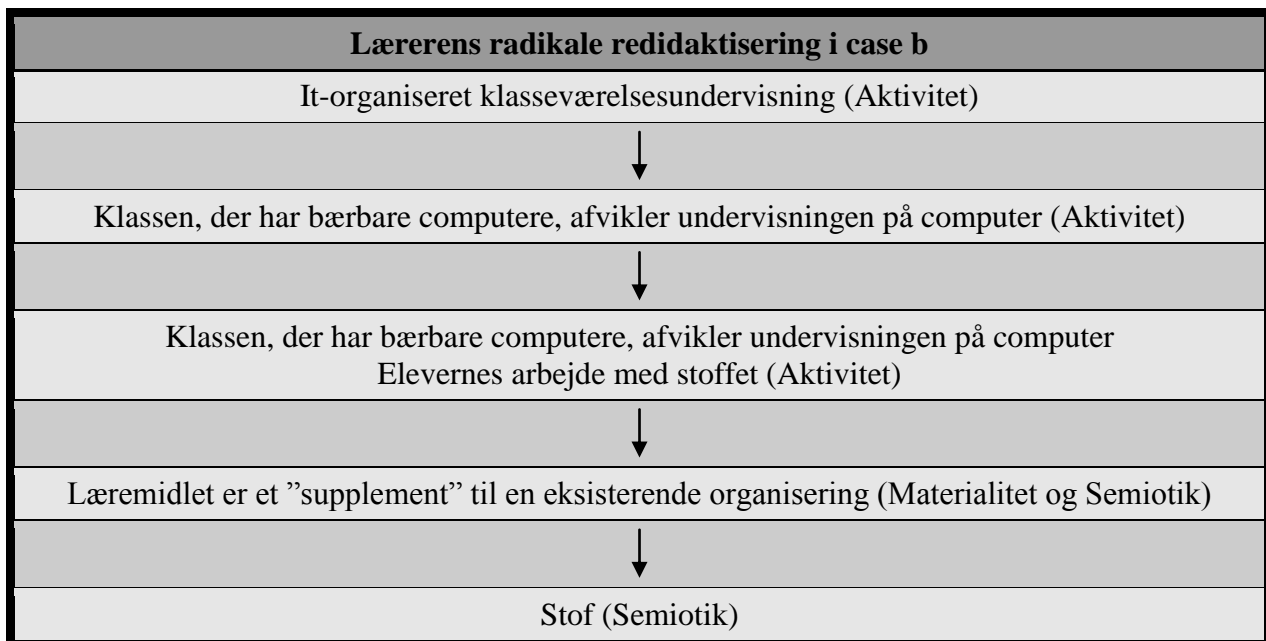 Lærerens radikale redidaktisering i case b
It-organiseret klasseværelsesundervisning (Aktivitet)
Klassen, der har bærbare computere, afvikler undervisningen på computer (Aktivitet)
Klassen, der har bærbare computere, afvikler undervisningen på computer
Elevernes arbejde med stoffet (Aktivitet)
Læremidlet er et ”supplement” til en eksisterende organisering (Materialitet og Semiotik)
Stof (Semiotik)